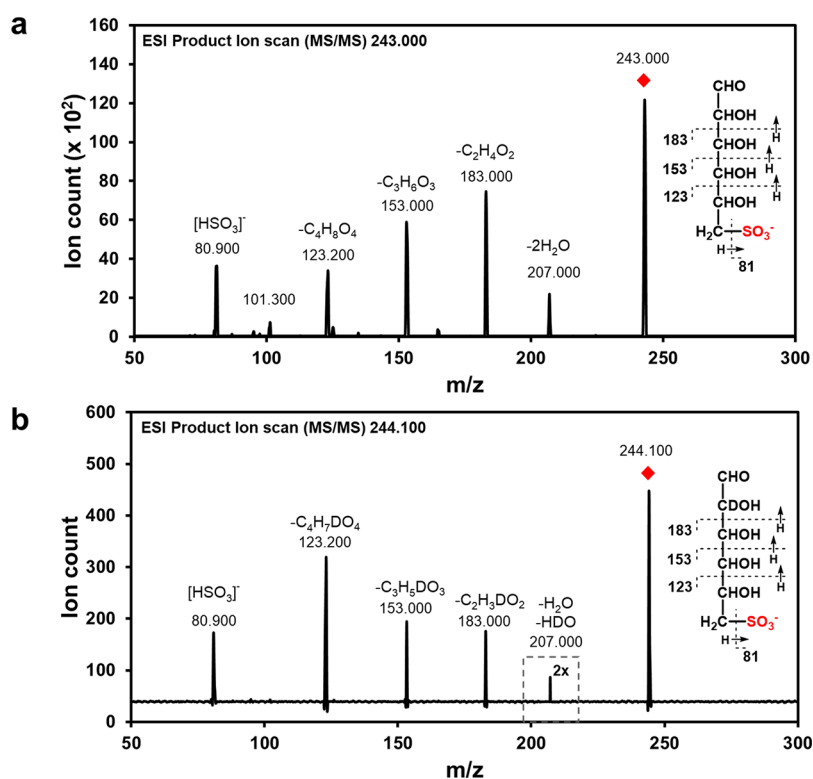 a
ESI Product Ion scan (MS/MS) 243.000
Ion count (x 10²)
160
140
120
100
80
60
40
20
0
50
100
150
200
250
300
m/z
[HSO₃]⁻
80.900
101.300
-C₄H₈O₄
123.200
-C₃H₆O₃
153.000
-C₂H₄O₂
183.000
-2H₂O
207.000
243.000
CHO
CHOH
183
H
CHOH
153
H
CHOH
123
H
CHOH
H₂C
SO₃⁻
H
81
b
ESI Product Ion scan (MS/MS) 244.100
Ion count
600
500
400
300
200
100
0
50
100
150
200
250
300
m/z
[HSO₃]⁻
80.900
-C₄H₇DO₄
123.200
-C₃H₅DO₃
153.000
-C₂H₃DO₂
183.000
-H₂O
-HDO
207.000
2x
244.100
CHO
CDOH
183
H
CHOH
153
H
CHOH
123
H
CHOH
H₂C
SO₃⁻
H
81